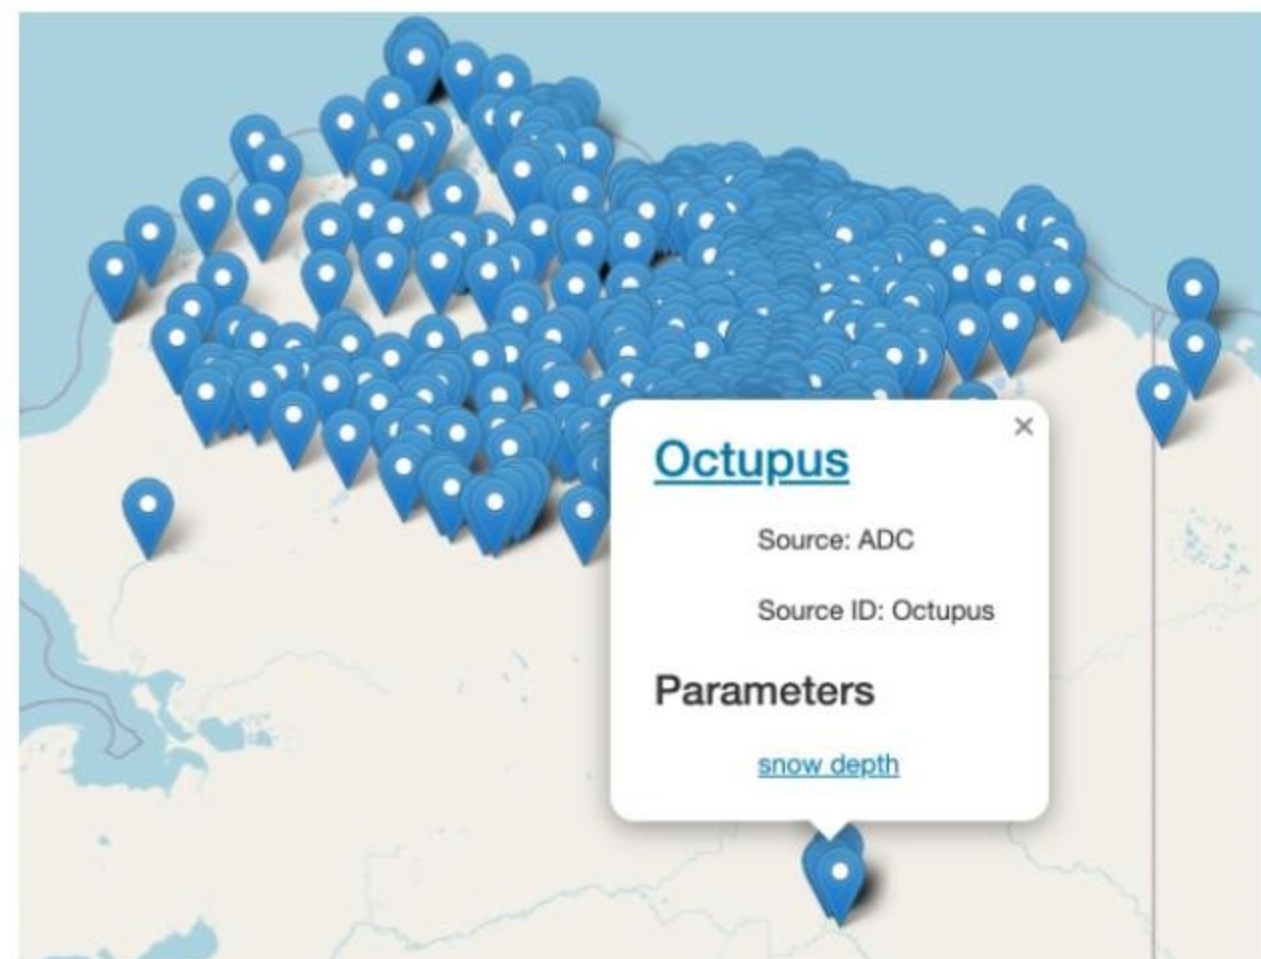 ×
Octupus
Source: ADC
Source ID: Octupus
Parameters
snow depth